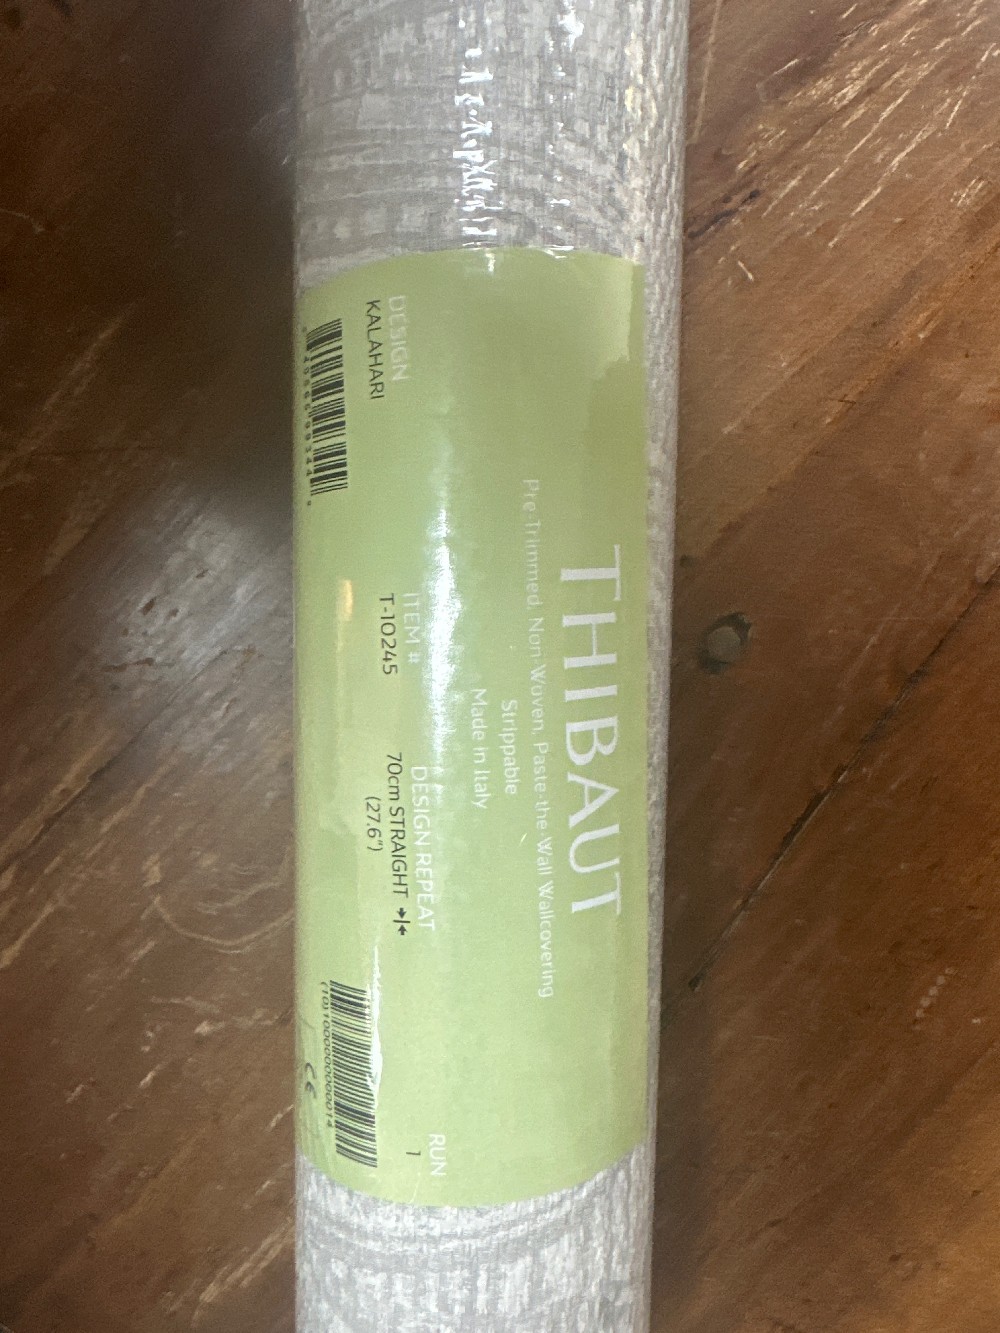 THIBAUT
Pre-Trimmed, Non Woven, Paste-the-Wall Wallcovering
Strippable
Made in Italy
DESIGN
KALAHARI
ITEM #
T-10245
DESIGN REPEAT
70cm STRAIGHT
(27.6")
RUN
1
CE